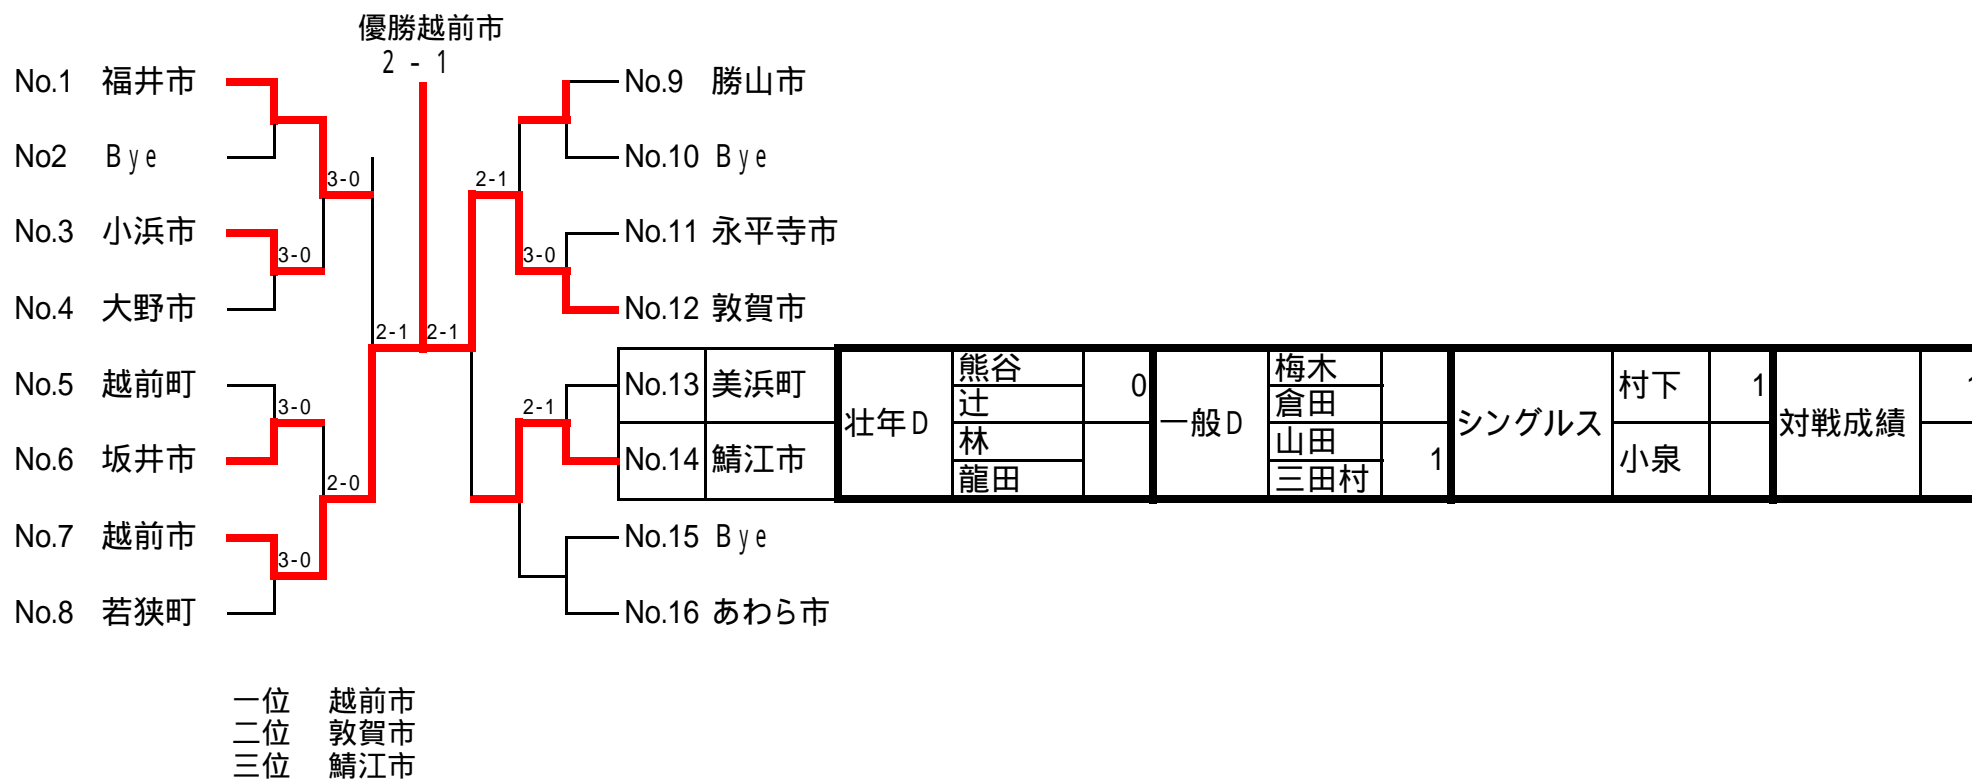 優勝越前市
2 - 1
No.1 福井市
No2 Bye
No.3 小浜市
No.4 大野市
No.5 越前町
No.6 坂井市
No.7 越前市
No.8 若狭町
3-0
3-0
3-0
2-0
3-0
2-1
2-1
2-1
3-0
2-1
No.9 勝山市
No.10 Bye
No.11 永平寺市
No.12 敦賀市
No.13 美浜町
No.14 鯖江市
No.15 Bye
No.16 あわら市
壮年D
熊谷
辻
0
林
龍田
一般D
梅木
倉田
山田
三田村
1
シングルス
村下 1
小泉
対戦成績
一位 越前市
二位 敦賀市
三位 鯖江市